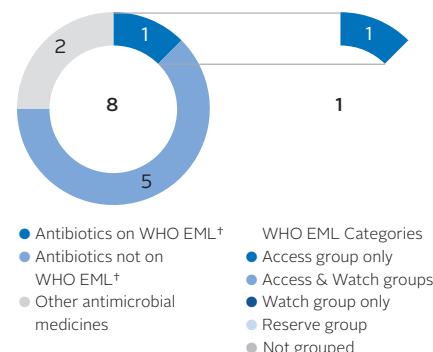 1
1
2
8
1
5
Antibiotics on WHO EML†
Antibiotics not on
WHO EML†
Other antimicrobial
medicines
WHO EML Categories
Access group only
Access & Watch groups
Watch group only
Reserve group
Not grouped